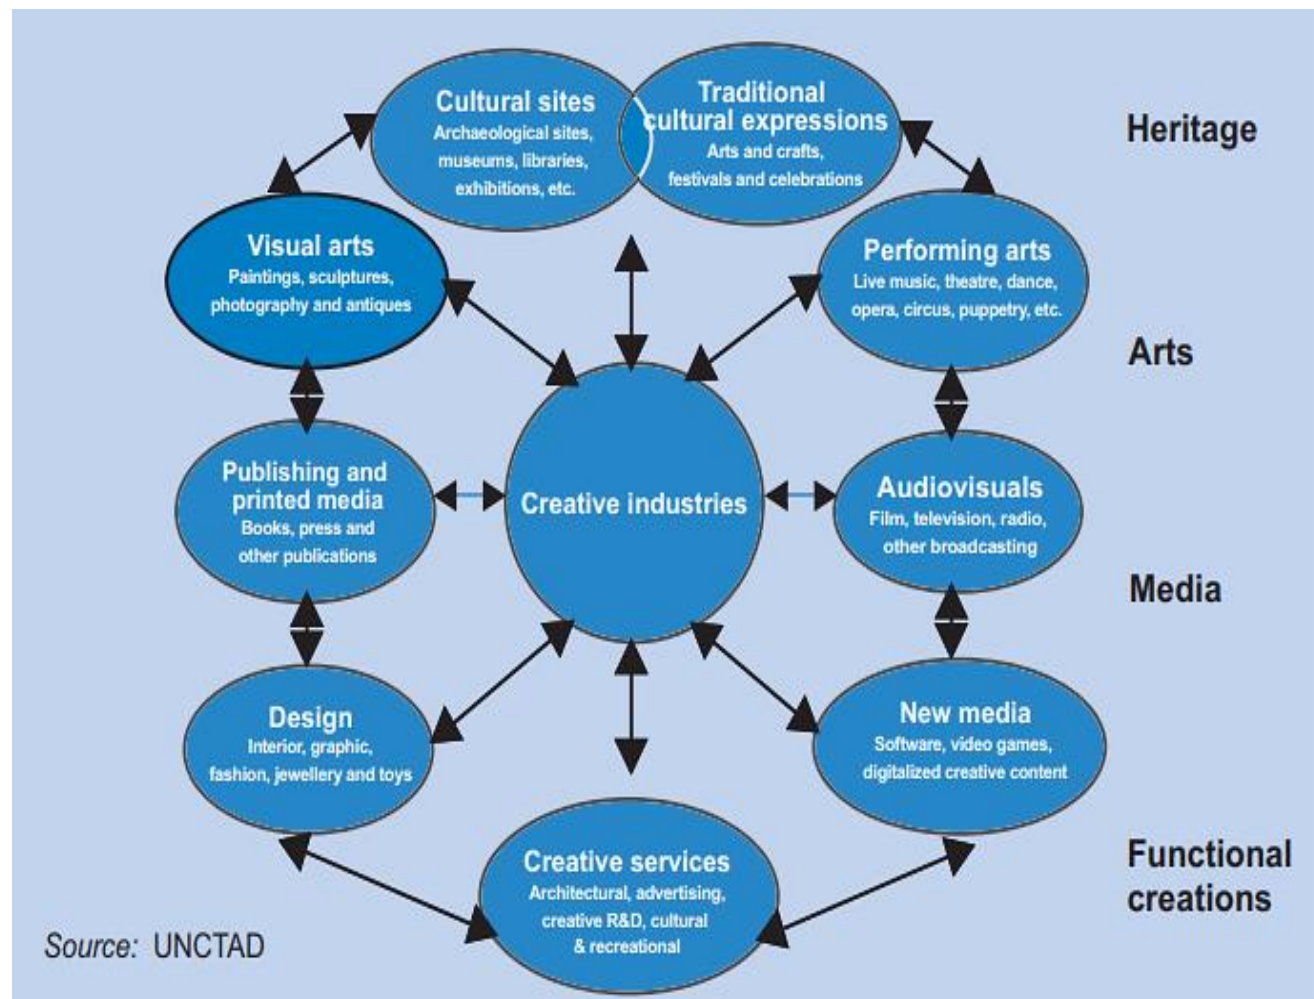 Cultural sites
Archaeological sites,
museums, libraries,
exhibitions, etc.
Traditional
cultural expressions
Arts and crafts,
festivals and celebrations
Heritage
Visual arts
Paintings, sculptures,
photography and antiques
Performing arts
Live music, theatre, dance,
opera, circus, puppetry, etc.
Arts
Publishing and
printed media
Books, press and
other publications
Creative industries
Audiovisuals
Film, television, radio,
other broadcasting
Media
Design
Interior, graphic,
fashion, jewellery and toys
New media
Software, video games,
digitalized creative content
Creative services
Architectural, advertising,
creative R&D, cultural
& recreational
Functional
creations
Source: UNCTAD